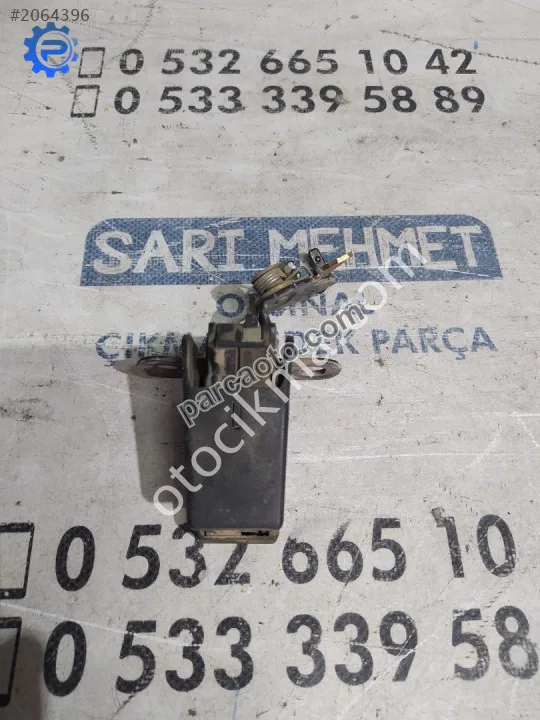 #2064396
0 532 665 10 42
0 533 339 58 89
SARI MEHMET
PARÇA
parcaoto.com
otocikma.com
0 532 665 10
0 533 339 58